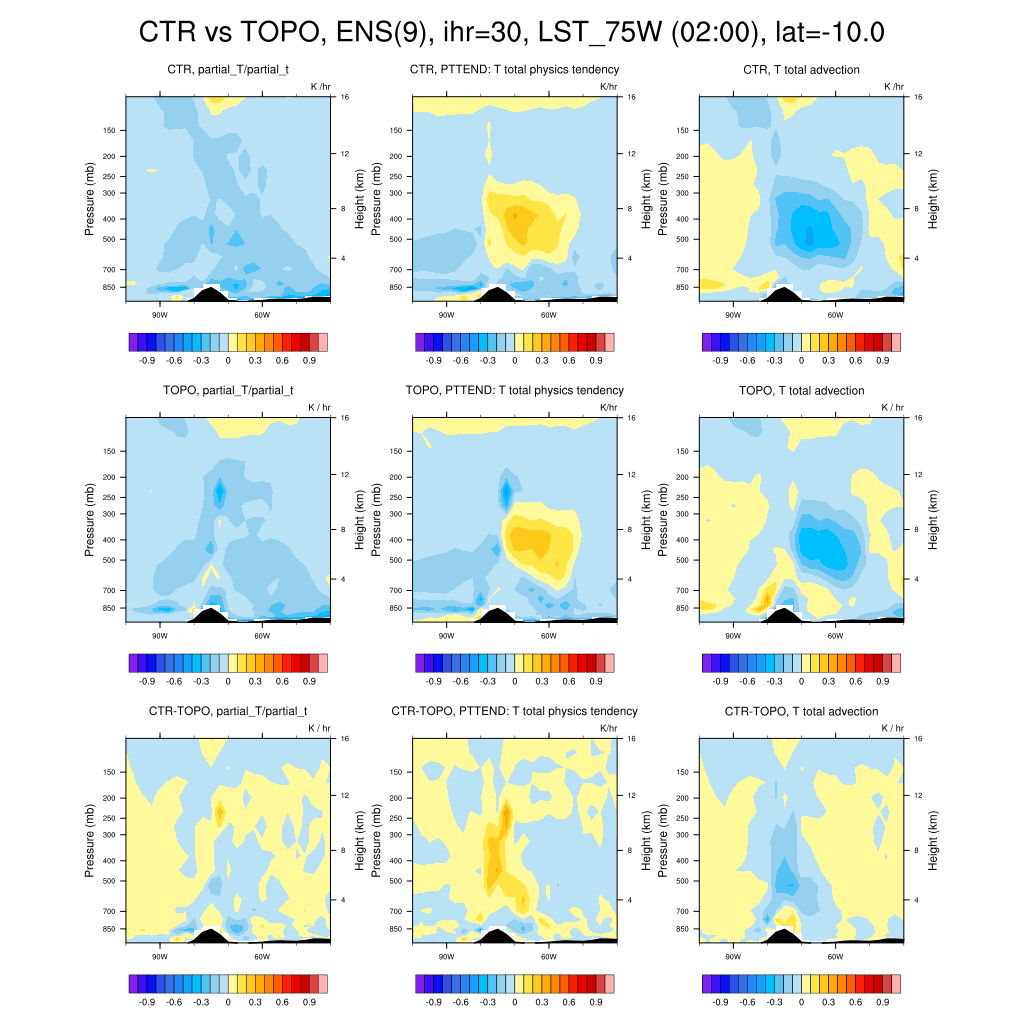 CTR vs TOPO, ENS(9), ihr=30, LST_75W (02:00), lat=-10.0
CTR, partial_T/partial_t
CTR, PTTEND: T total physics tendency
CTR, T total advection
K /hr
K/hr
K / hr
Pressure (mb)
150
200
250
300
400
500
700
850
16
12
8
4
Height (km)
90W
60W
Pressure (mb)
150
200
250
300
400
500
700
850
16
12
8
4
Height (km)
90W
60W
Pressure (mb)
150
200
250
300
400
500
700
850
16
12
8
4
Height (km)
90W
60W
-0.9 -0.6 -0.3 0 0.3 0.6 0.9
-0.9 -0.6 -0.3 0 0.3 0.6 0.9
-0.9 -0.6 -0.3 0 0.3 0.6 0.9
TOPO, partial_T/partial_t
TOPO, PTTEND: T total physics tendency
TOPO, T total advection
K / hr
K/hr
K / hr
Pressure (mb)
150
200
250
300
400
500
700
850
16
12
8
4
Height (km)
90W
60W
Pressure (mb)
150
200
250
300
400
500
700
850
16
12
8
4
Height (km)
90W
60W
Pressure (mb)
150
200
250
300
400
500
700
850
16
12
8
4
Height (km)
90W
60W
-0.9 -0.6 -0.3 0 0.3 0.6 0.9
-0.9 -0.6 -0.3 0 0.3 0.6 0.9
-0.9 -0.6 -0.3 0 0.3 0.6 0.9
CTR-TOPO, partial_T/partial_t
CTR-TOPO, PTTEND: T total physics tendency
CTR-TOPO, T total advection
K / hr
K/hr
K / hr
Pressure (mb)
150
200
250
300
400
500
700
850
16
12
8
4
Height (km)
90W
60W
Pressure (mb)
150
200
250
300
400
500
700
850
16
12
8
4
Height (km)
90W
60W
Pressure (mb)
150
200
250
300
400
500
700
850
16
12
8
4
Height (km)
90W
60W
-0.9 -0.6 -0.3 0 0.3 0.6 0.9
-0.9 -0.6 -0.3 0 0.3 0.6 0.9
-0.9 -0.6 -0.3 0 0.3 0.6 0.9